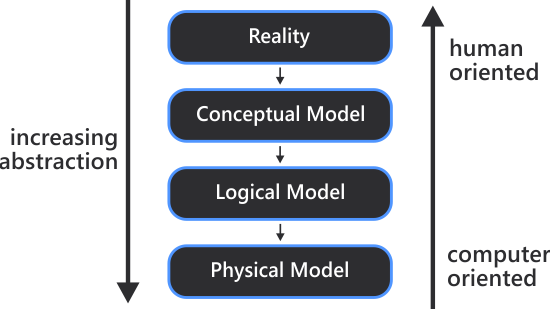 Reality
human
oriented
Conceptual Model
increasing
abstraction
Logical Model
Physical Model
computer
oriented